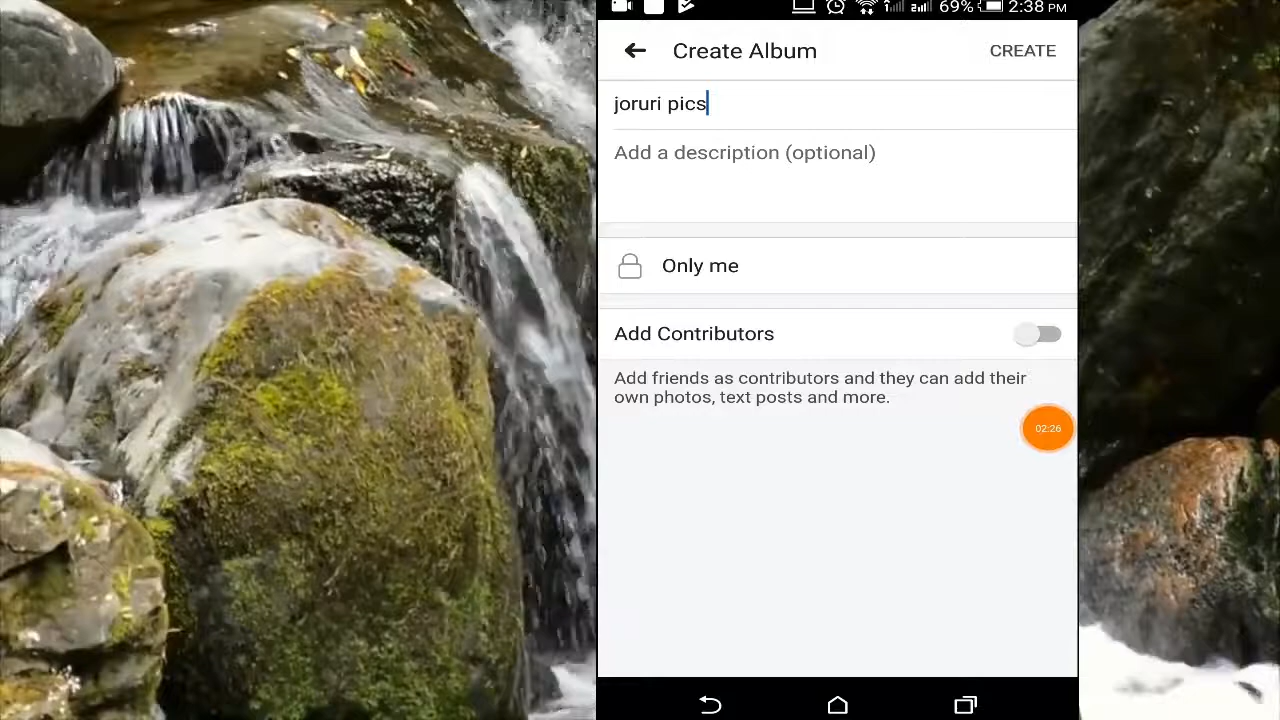 69% 2:38 PM
Create Album CREATE
joruri pics
Add a description (optional)
Only me
Add Contributors
Add friends as contributors and they can add their
own photos, text posts and more.
02:26